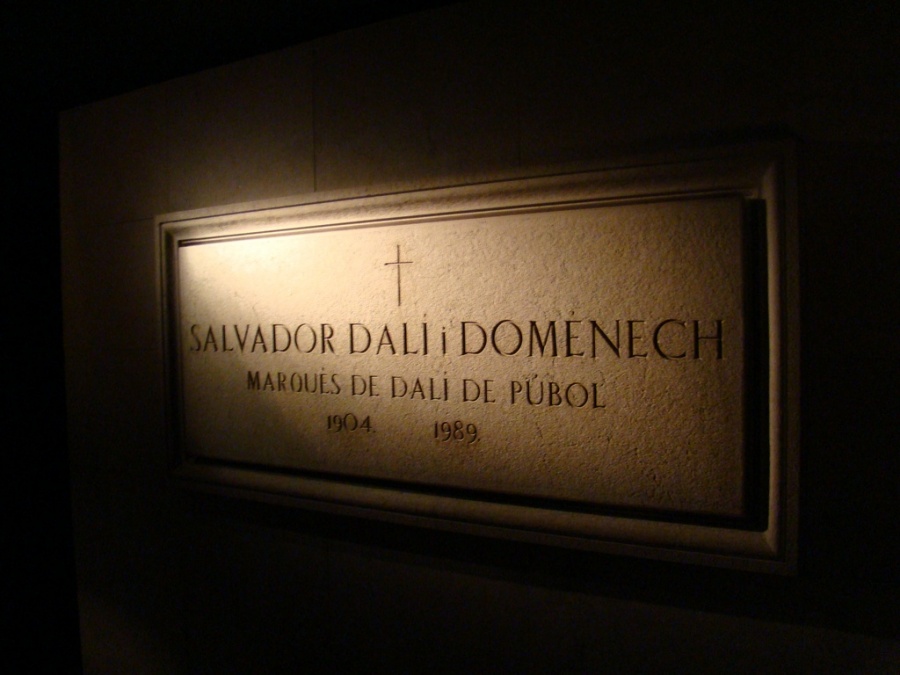 SALVADOR DALÍ i DOMÈNECH
MARQUÈS DE DALÍ DE PÚBOL
1904. 1989.